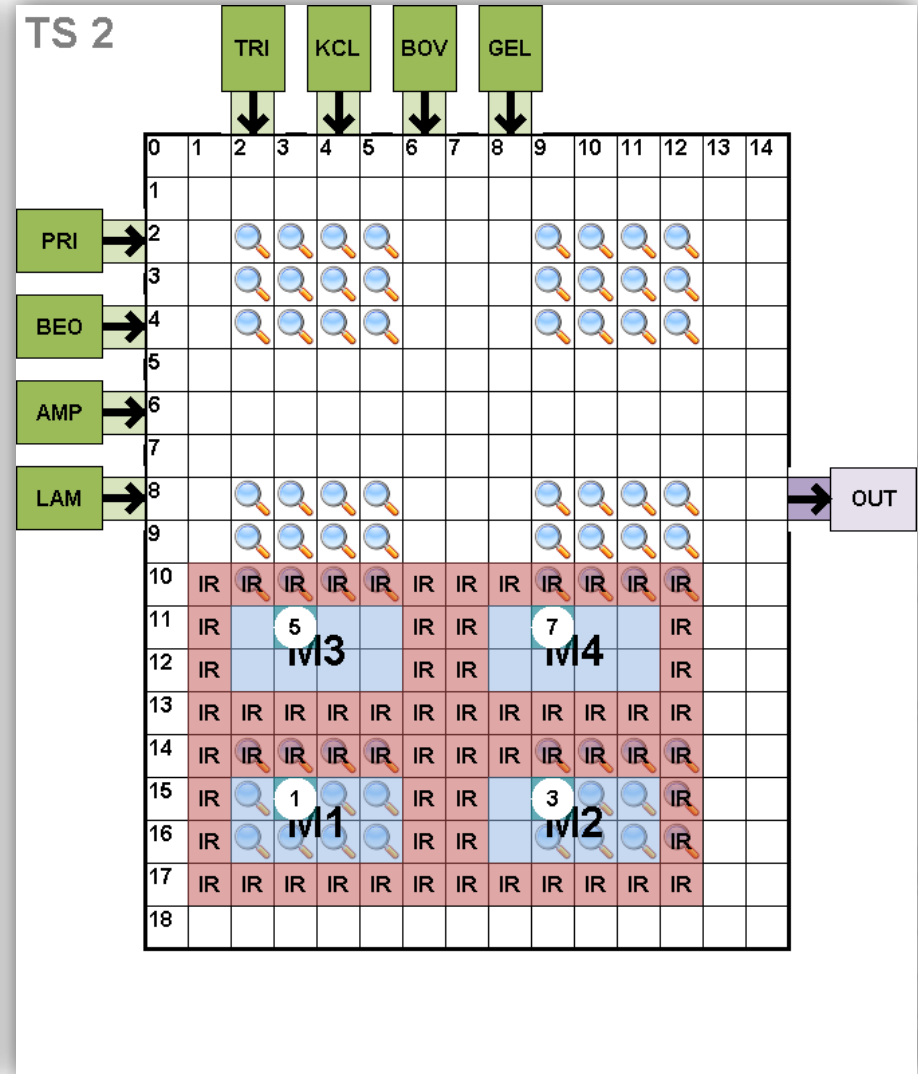 TS 2
TRI KCL BOV GEL
0 1 2 3 4 5 6 7 8 9 10 11 12 13 14
1
PRI 2
3
BEO 4
5
AMP 6
7
LAM 8 OUT
9
10 IR IR IR IR IR IR IR IR IR IR IR IR
11 IR 5 IR IR 7 IR
12 IR M3 IR IR M4 IR
13 IR IR IR IR IR IR IR IR IR IR IR IR
14 IR IR IR IR IR IR IR IR IR IR IR IR
15 IR 1 IR IR 3 IR
16 IR M1 IR IR M2 IR
17 IR IR IR IR IR IR IR IR IR IR IR IR
18